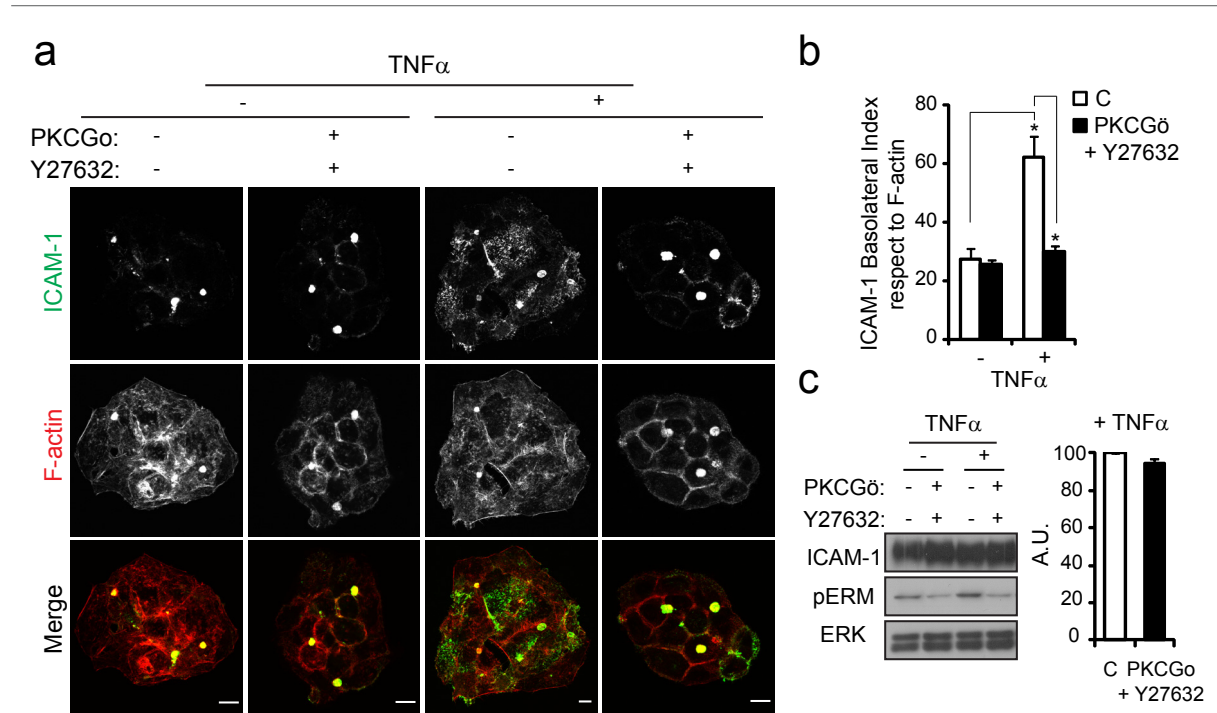 a
TNFα
- +
PKCGo: - + - +
Y27632: - + - +
ICAM-1
F-actin
Merge
b
ICAM-1 Basolateral Index
respect to F-actin
80
60
40
20
0
* *
- +
TNFα
C
PKCGö
+ Y27632
c
TNFα
- +
PKCGö: - + - +
Y27632: - + - +
ICAM-1
pERM
ERK
+ TNFα
A.U.
100
80
60
40
20
0
C PKCGo
+ Y27632